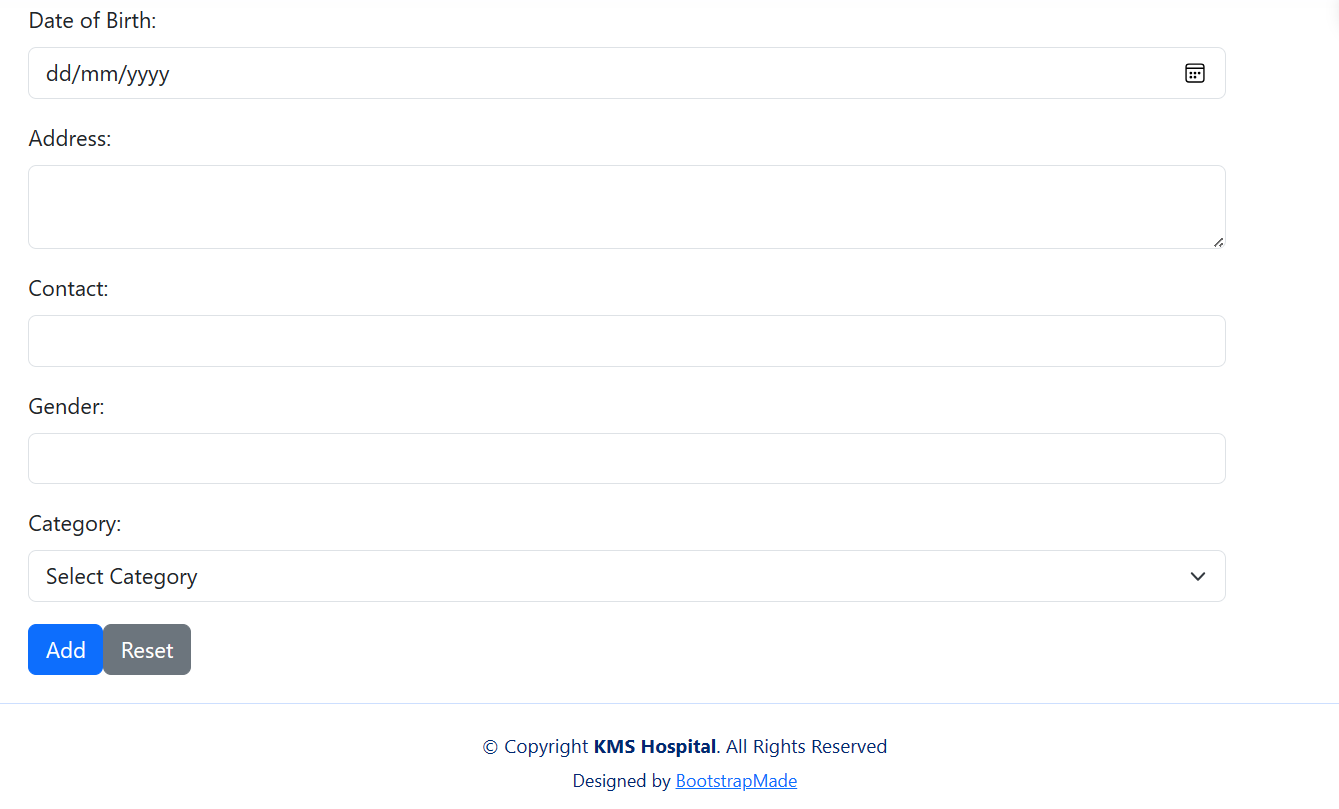 Date of Birth:
dd/mm/yyyy
Address:
Contact:
Gender:
Category:
Select Category
Add Reset
© Copyright KMS Hospital. All Rights Reserved
Designed by BootstrapMade